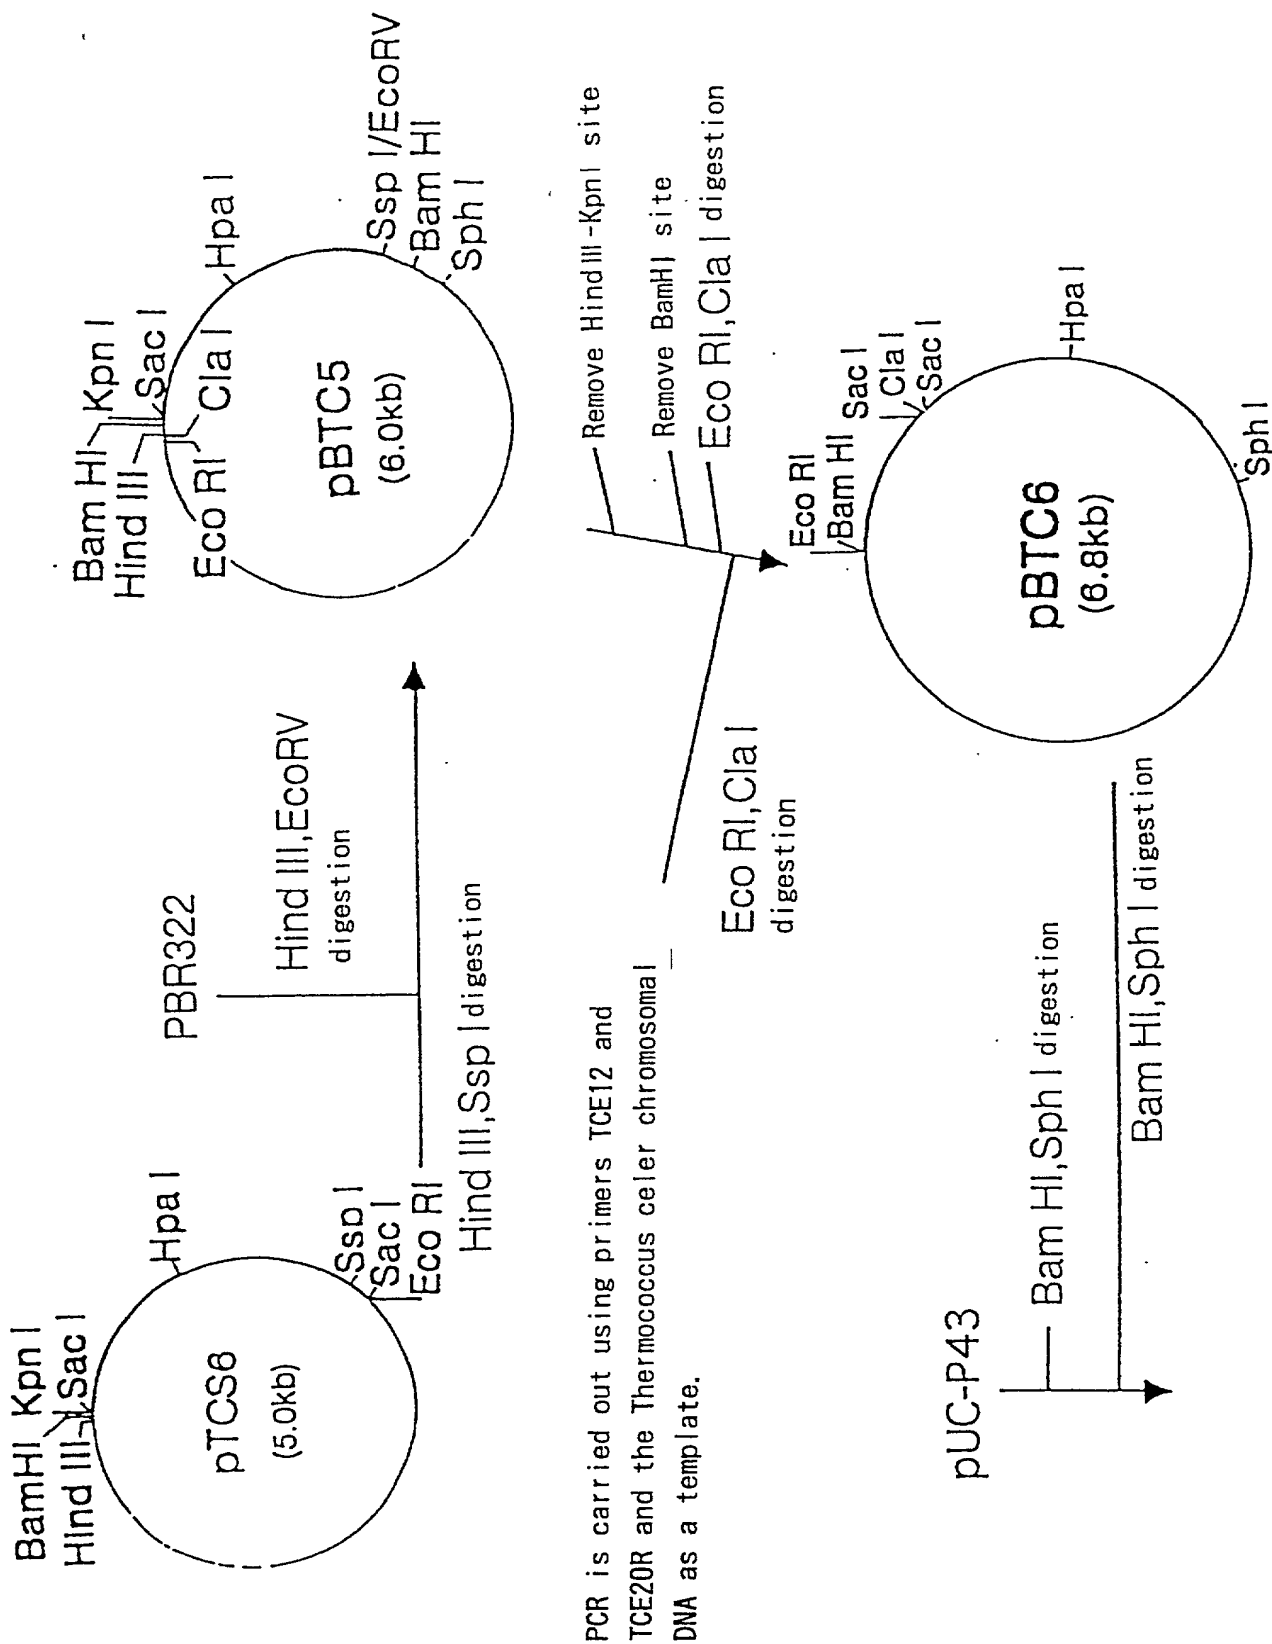 BamHI
Kpn I
Hind III
Sac I
Hpa I
pTCS6
(5.0kb)
Ssp I
Sac I
Eco RI
PBR322
Hind III,EcoRV
digestion
Hind III,Ssp I digestion
Bam HI
Kpn I
Hind III
Sac I
Hpa I
Eco RI
Cla I
pBTC5
(6.0kb)
Ssp I/EcoRV
Bam HI
Sph I
PCR is carried out using primers TCE12 and
TCE20R and the Thermococcus celer chromosomal
DNA as a template.
Eco RI,Cla I
digestion
Remove HindIII-KpnI site
Remove BamHI site
Eco RI,Cla I digestion
Eco RI
Bam HI
Sac I
Cla I
Sac I
Hpa I
pBTC6
(6.8kb)
Sph I
pUC-P43
Bam HI,Sph I digestion
Bam HI,Sph I digestion